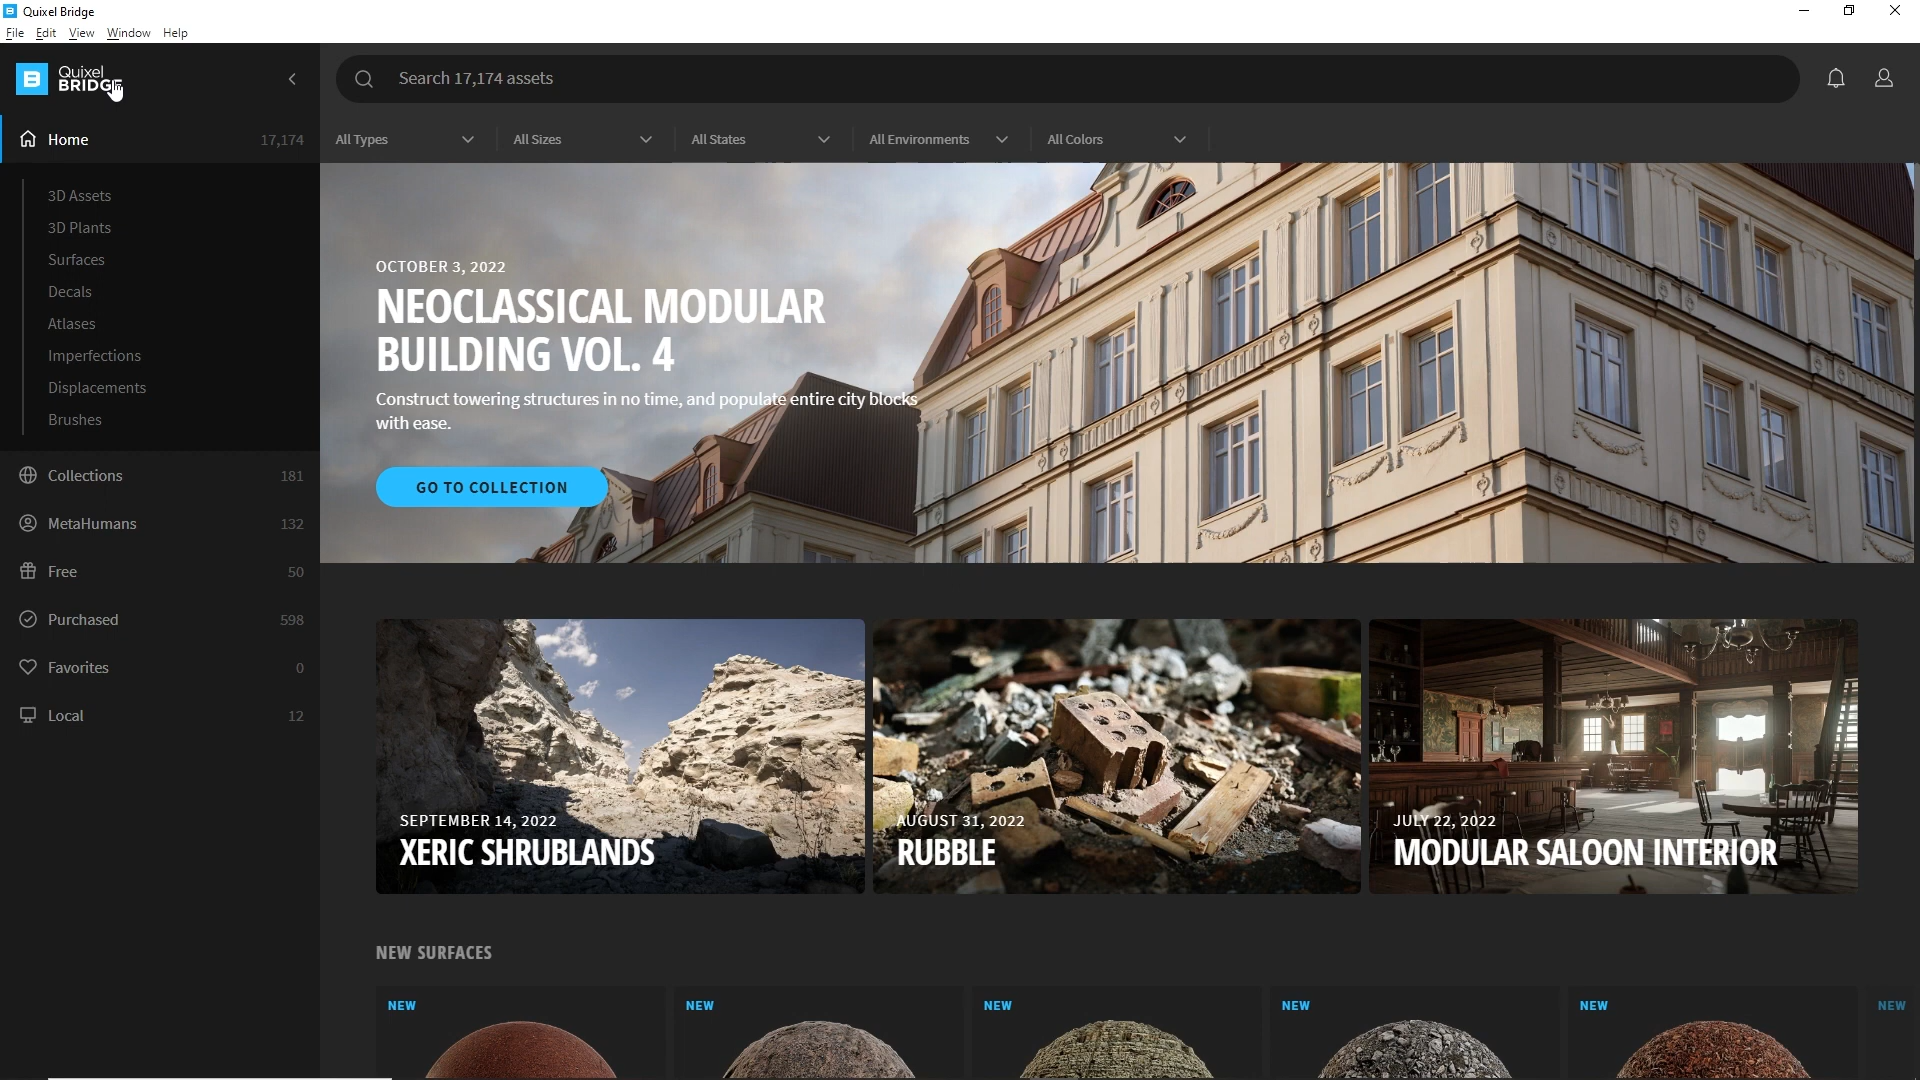 Quixel Bridge
File Edit View Window Help
Quixel
BRIDGE
Search 17,174 assets
Home 17,174
All Types All Sizes All States All Environments All Colors
3D Assets
3D Plants
Surfaces
Decals
Atlases
Imperfections
Displacements
Brushes
Collections 181
MetaHumans 132
Free 50
Purchased 598
Favorites 0
Local 12
OCTOBER 3, 2022
NEOCLASSICAL MODULAR
BUILDING VOL. 4
Construct towering structures in no time, and populate entire city blocks
with ease.
GO TO COLLECTION
SEPTEMBER 14, 2022
XERIC SHRUBLANDS
AUGUST 31, 2022
RUBBLE
JULY 22, 2022
MODULAR SALOON INTERIOR
NEW SURFACES
NEW NEW NEW NEW NEW NEW